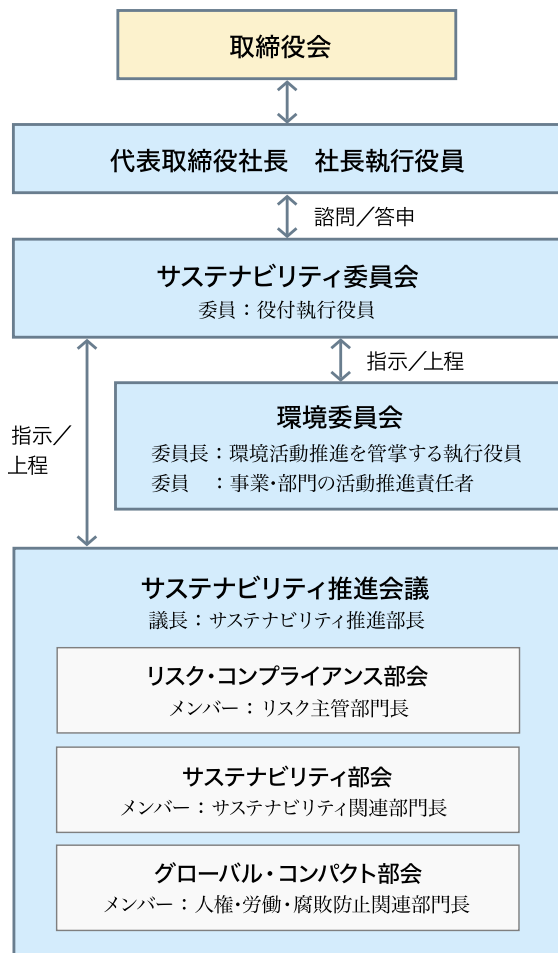 取締役会
代表取締役社長　社長執行役員
諮問／答申
サステナビリティ委員会
委員：役付執行役員
指示／上程
環境委員会
委員長：環境活動推進を管掌する執行役員
委員　：事業・部門の活動推進責任者
指示／
上程
サステナビリティ推進会議
議長：サステナビリティ推進部長
リスク・コンプライアンス部会
メンバー：リスク主管部門長
サステナビリティ部会
メンバー：サステナビリティ関連部門長
グローバル・コンパクト部会
メンバー：人権・労働・腐敗防止関連部門長